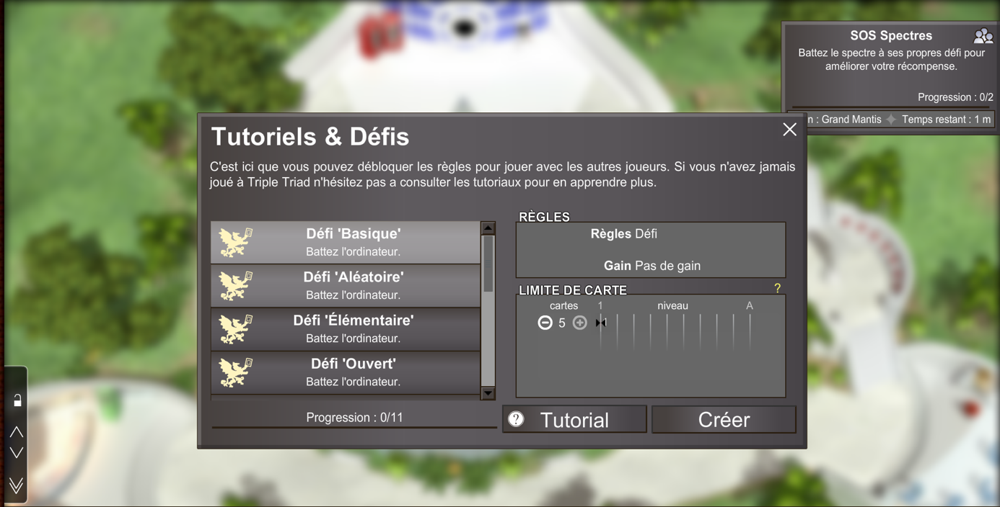 SOS Spectres
Battez le spectre à ses propres défi pour
améliorer votre récompense.
Progression : 0/2
n : Grand Mantis
Temps restant : 1 m
Tutoriels & Défis
C'est ici que vous pouvez débloquer les règles pour jouer avec les autres joueurs. Si vous n'avez jamais
joué à Triple Triad n'hésitez pas a consulter les tutoriaux pour en apprendre plus.
Défi 'Basique'
Battez l'ordinateur.
Défi 'Aléatoire'
Battez l'ordinateur.
Défi 'Élémentaire'
Battez l'ordinateur.
Défi 'Ouvert'
Battez l'ordinateur.
Progression : 0/11
RÈGLES
Règles Défi
Gain Pas de gain
LIMITE DE CARTE ?
cartes 1 niveau A
5
? Tutorial
Créer